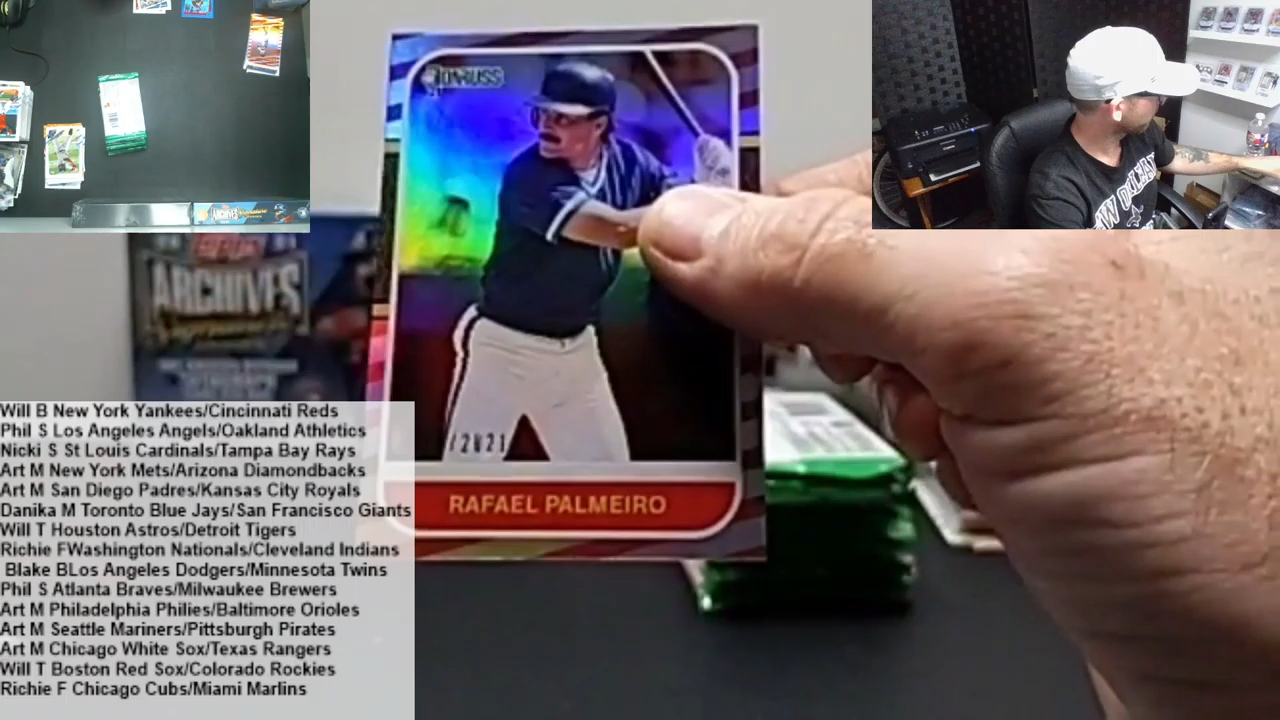 DONRUSS
ARCHIVES
NEW ORLEANS
ARCHIVES
RAFAEL PALMEIRO
Will B New York Yankees/Cincinnati Reds
Phil S Los Angeles Angels/Oakland Athletics
Nicki S St Louis Cardinals/Tampa Bay Rays
Art M New York Mets/Arizona Diamondbacks
Art M San Diego Padres/Kansas City Royals
Danika M Toronto Blue Jays/San Francisco Giants
Will T Houston Astros/Detroit Tigers
Richie FWashington Nationals/Cleveland Indians
Blake BLos Angeles Dodgers/Minnesota Twins
Phil S Atlanta Braves/Milwaukee Brewers
Art M Philadelphia Philies/Baltimore Orioles
Art M Seattle Mariners/Pittsburgh Pirates
Art M Chicago White Sox/Texas Rangers
Will T Boston Red Sox/Colorado Rockies
Richie F Chicago Cubs/Miami Marlins